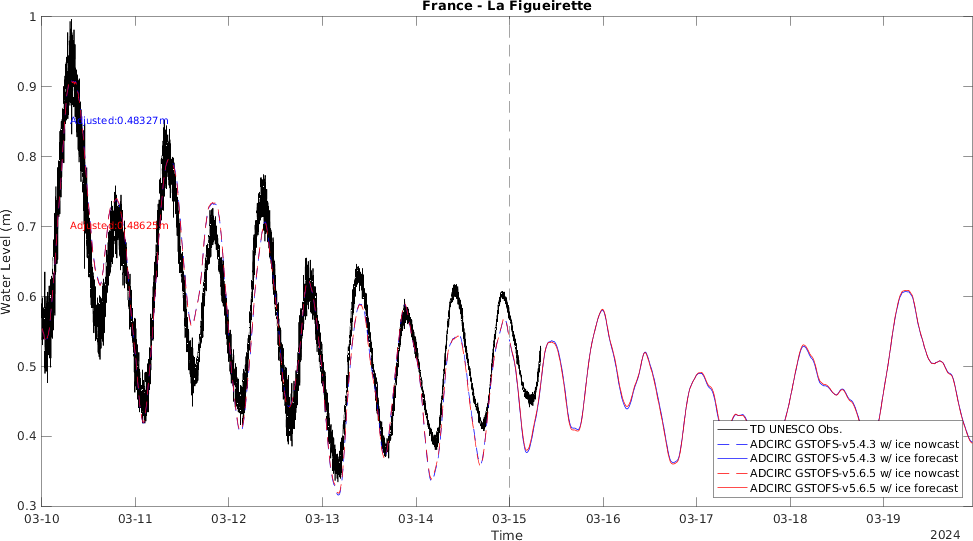 France - La Figueirette
1
0.9
0.8
0.7
0.6
0.5
0.4
0.3
Water Level (m)
Adjusted:0.48327m
Adjusted:0.48625m
TD UNESCO Obs.
ADCIRC GSTOFS-v5.4.3 w/ ice nowcast
ADCIRC GSTOFS-v5.4.3 w/ ice forecast
ADCIRC GSTOFS-v5.6.5 w/ ice nowcast
ADCIRC GSTOFS-v5.6.5 w/ ice forecast
03-10 03-11 03-12 03-13 03-14 03-15 03-16 03-17 03-18 03-19
Time
2024